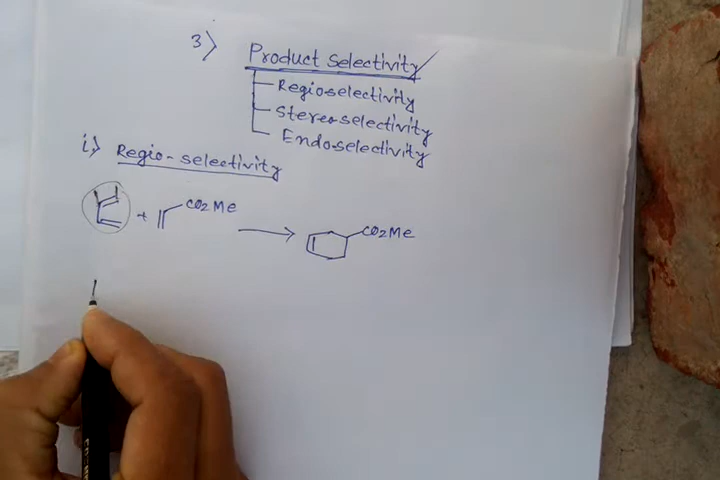 3) Product selectivity
Regioselectivity
Stereoselectivity
Endoselectivity
i.) Regio-selectivity
+ CO2Me → CO2Me